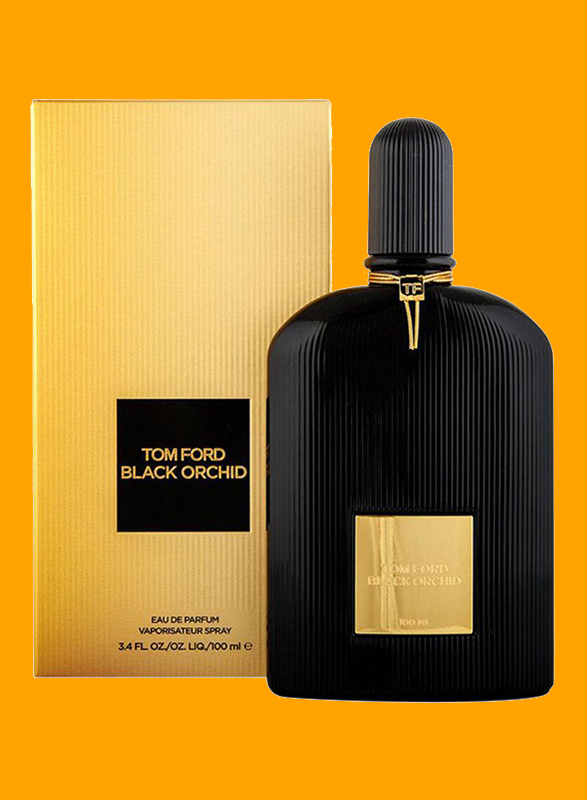 TOM FORD
BLACK ORCHID
EAU DE PARFUM
VAPORISATEUR SPRAY
3.4 FL. OZ./OZ. LIQ./100 ml ℮
TF
TOM FORD
BLACK ORCHID
100 ML